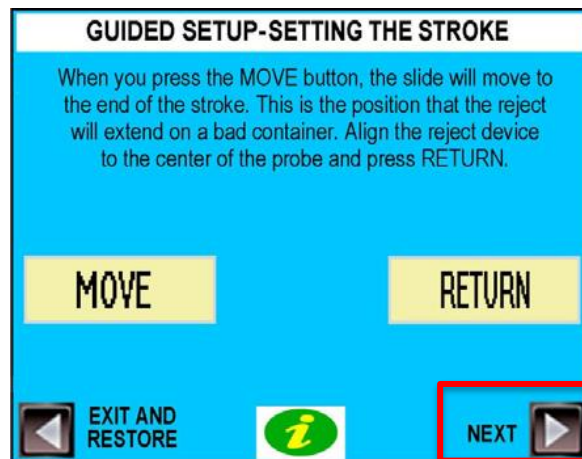 GUIDED SETUP-SETTING THE STROKE
When you press the MOVE button, the slide will move to
the end of the stroke. This is the position that the reject
will extend on a bad container. Align the reject device
to the center of the probe and press RETURN.
MOVE
RETURN
EXIT AND
RESTORE
i
NEXT